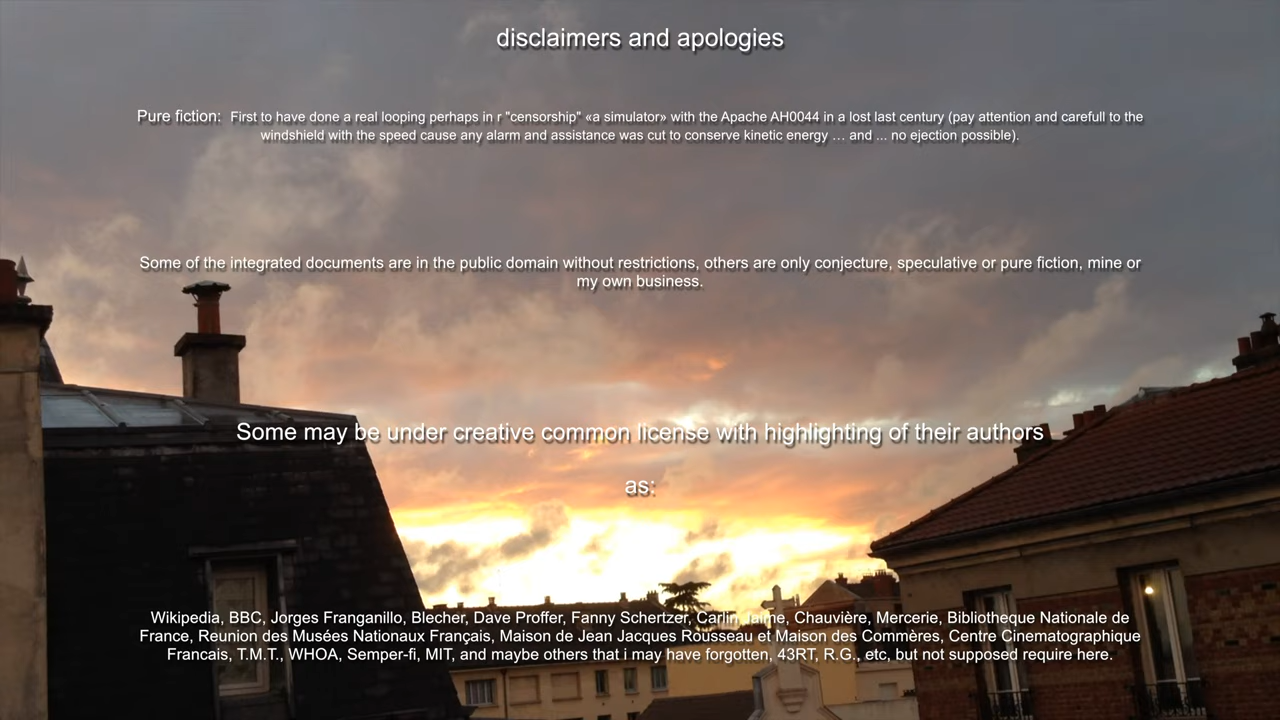 disclaimers and apologies
Pure fiction: First to have done a real looping perhaps in r "censorship" «a simulator» with the Apache AH0044 in a lost last century (pay attention and carefull to the
windshield with the speed cause any alarm and assistance was cut to conserve kinetic energy … and ... no ejection possible).
Some of the integrated documents are in the public domain without restrictions, others are only conjecture, speculative or pure fiction, mine or
my own business.
Some may be under creative common license with highlighting of their authors
as:
Wikipedia, BBC, Jorges Franganillo, Blecher, Dave Proffer, Fanny Schertzer, Carlin Jaime, Chauvière, Mercerie, Bibliotheque Nationale de
France, Reunion des Musées Nationaux Français, Maison de Jean Jacques Rousseau et Maison des Commères, Centre Cinematographique
Francais, T.M.T., WHOA, Semper-fi, MIT, and maybe others that i may have forgotten, 43RT, R.G., etc, but not supposed require here.